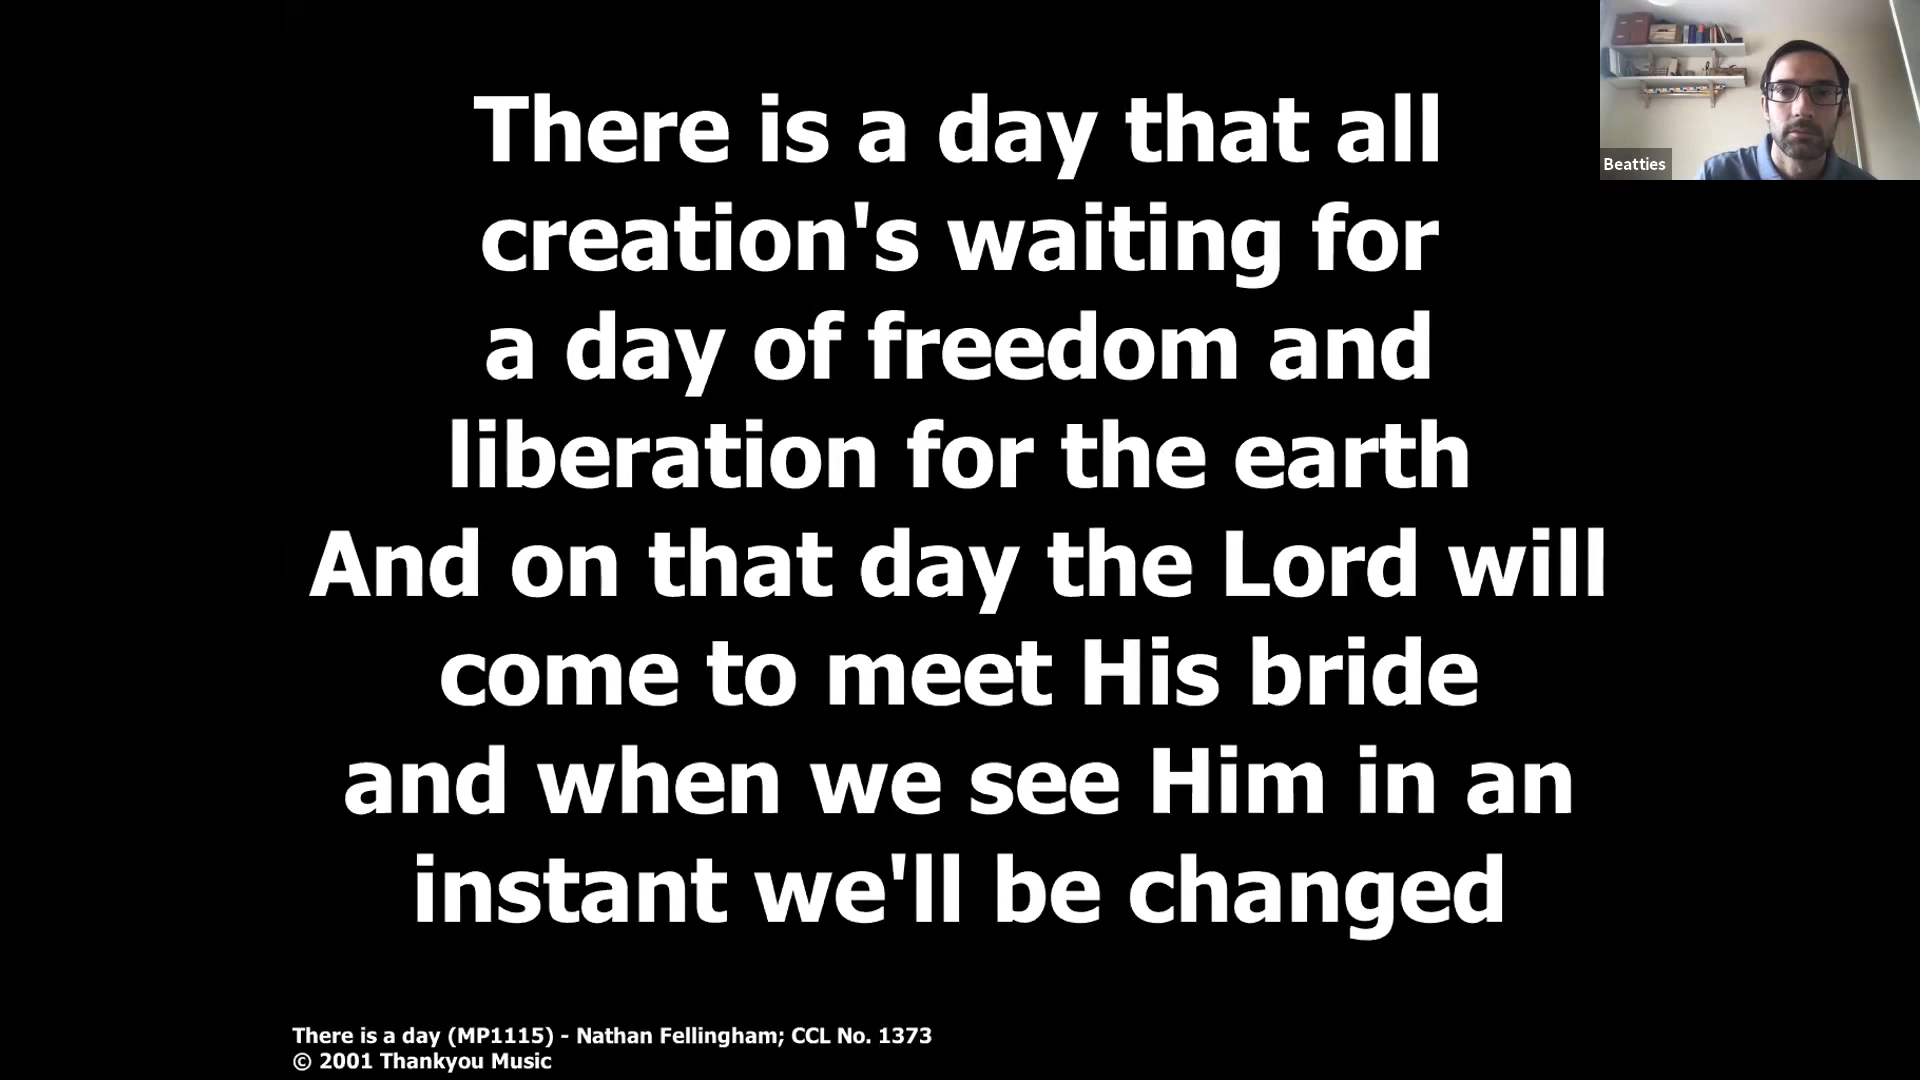 There is a day that all
creation's waiting for
a day of freedom and
liberation for the earth
And on that day the Lord will
come to meet His bride
and when we see Him in an
instant we'll be changed
There is a day (MP1115) - Nathan Fellingham; CCL No. 1373
© 2001 Thankyou Music
Beatties